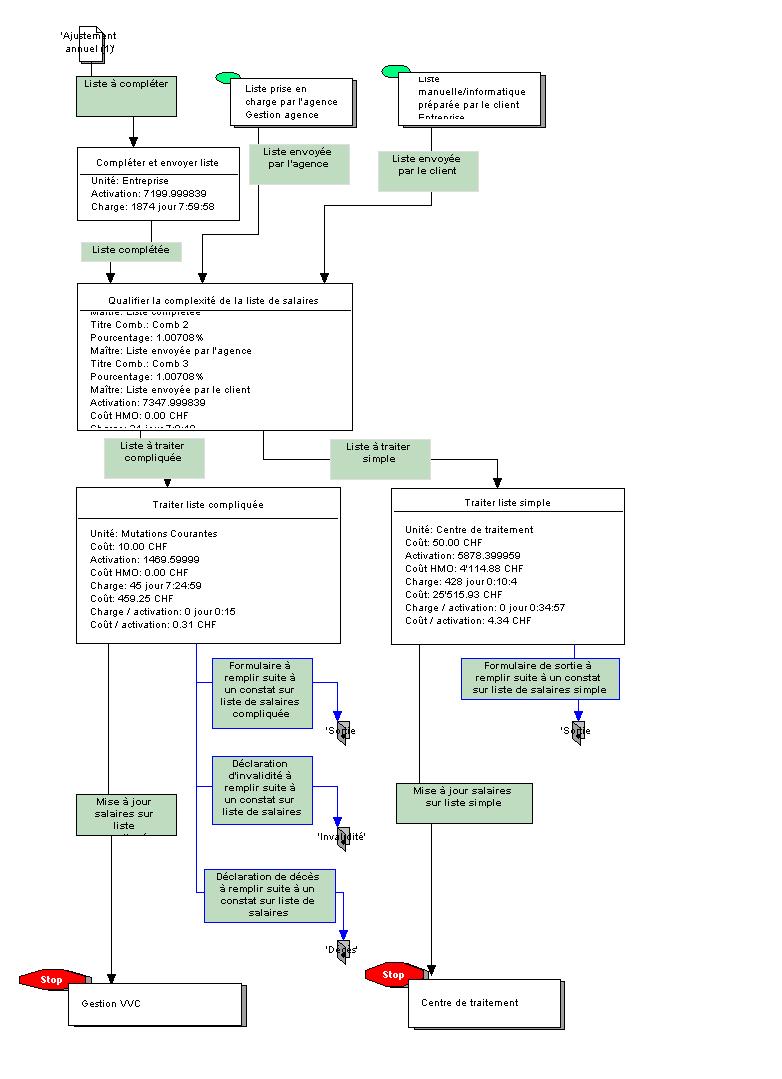 'Ajustement
annuel (1)'
Liste à compléter
Liste prise en
charge par l'agence
Gestion agence
Liste
manuelle/informatique
préparée par le client
Entreprise
Compléter et envoyer liste
Unité: Entreprise
Activation: 7199.999839
Charge: 1874 jour 7:59:58
Liste envoyée
par l'agence
Liste envoyée
par le client
Liste complétée
Qualifier la complexité de la liste de salaires
Maître: Liste complétée
Titre Comb.: Comb 2
Pourcentage: 1.00708%
Maître: Liste envoyée par l'agence
Titre Comb.: Comb 3
Pourcentage: 1.00708%
Maître: Liste envoyée par le client
Activation: 7347.999839
Coût HMO: 0.00 CHF
Liste à traiter
compliquée
Liste à traiter
simple
Traiter liste compliquée
Unité: Mutations Courantes
Coût: 10.00 CHF
Activation: 1469.59999
Coût HMO: 0.00 CHF
Charge: 45 jour 7:24:59
Coût: 459.25 CHF
Charge / activation: 0 jour 0:15
Coût / activation: 0.31 CHF
Traiter liste simple
Unité: Centre de traitement
Coût: 50.00 CHF
Activation: 5878.399959
Coût HMO: 4'114.88 CHF
Charge: 428 jour 0:10:4
Coût: 25'515.93 CHF
Charge / activation: 0 jour 0:34:57
Coût / activation: 4.34 CHF
Formulaire à
remplir suite à
un constat sur
liste de salaires
compliquée
'Sortie
Formulaire de sortie à
remplir suite à un constat
sur liste de salaires simple
'Sortie
Déclaration
d'invalidité à
remplir suite à
un constat sur
liste de salaires
'Invalidité'
Mise à jour
salaires sur
liste
Mise à jour salaires
sur liste simple
Déclaration de décès
à remplir suite à un
constat sur liste de
salaires
'Décès'
Stop
Gestion VVC
Stop
Centre de traitement